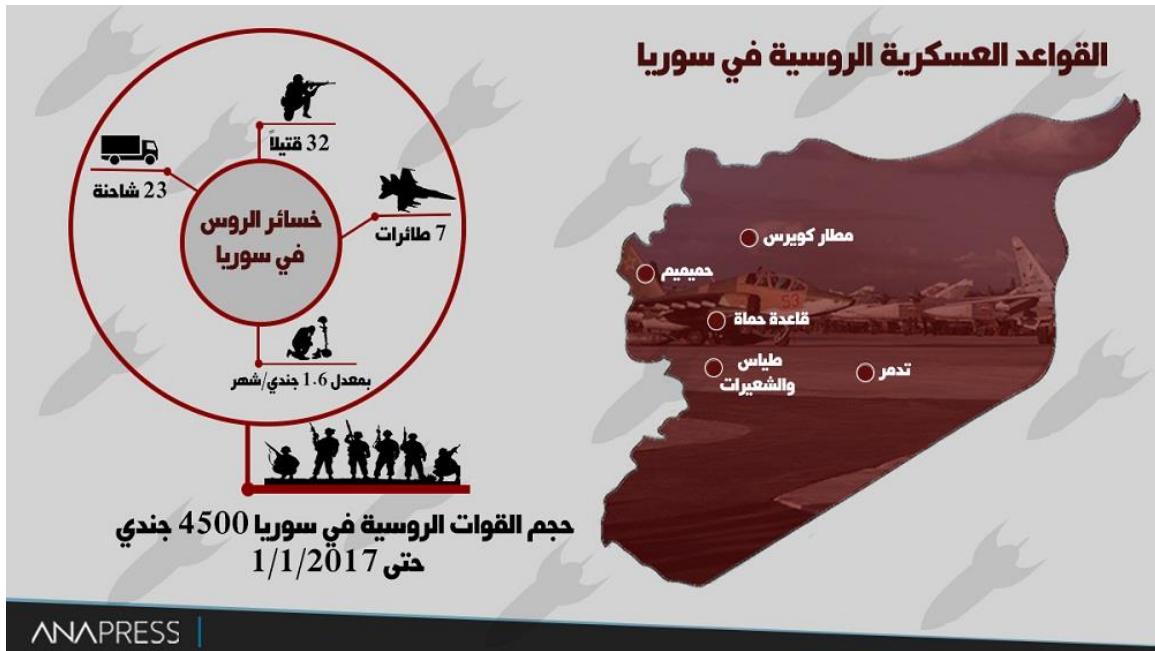 القواعد العسكرية الروسية في سوريا
مطار كويرس
حميميم
قاعدة حماة
طياس
والشعيرات
تدمر
32 قتيلاً
23 شاحنة
7 طائرات
خسائر الروس
في سوريا
بمعدل 1.6 جندي/شهر
حجم القوات الروسية في سوريا 4500 جندي
حتى 1/1/2017
ANAPRESS
53